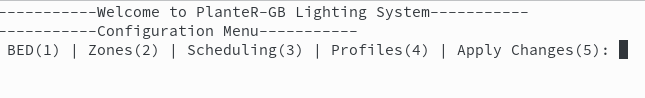 -----------Welcome to PlanteR-GB Lighting System-----------
-----------Configuration Menu-----------
BED(1) | Zones(2) | Scheduling(3) | Profiles(4) | Apply Changes(5):